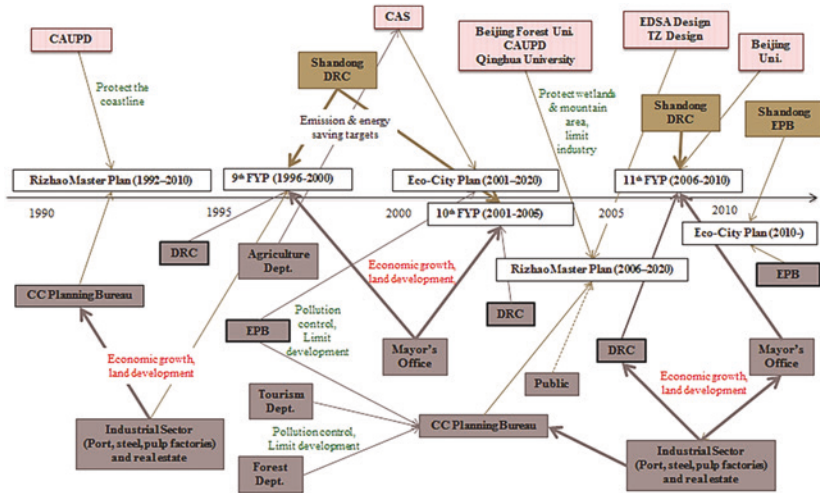 CAUPD
CAS
Beijing Forest Uni.
CAUPD
Qinghua University
EDSA Design
TZ Design
Beijing
Uni.
Protect the
coastline
Shandong
DRC
Emission & energy
saving targets
Protect wetlands
& mountain
area,
limit
industry
Shandong
DRC
Shandong
EPB
Rizhao Master Plan (1992–2010)
9th FYP (1996-2000)
Eco-City Plan (2001–2020)
11th FYP (2006-2010)
1990
1995
2000
2005
2010
10th FYP (2001-2005)
Eco-City Plan (2010-)
DRC
Agriculture
Dept.
Economic growth,
land development,
Rizhao Master Plan (2006–2020)
EPB
CC Planning Bureau
Pollution
control,
Limit
development
EPB
DRC
Mayor's
Office
DRC
Mayor's
Office
Economic growth,
land development
Public
Economic growth,
land development
Tourism
Dept.
Pollution control,
Limit development
CC Planning Bureau
Industrial Sector
(Port, steel, pulp factories)
and real estate
Forest
Dept.
Industrial Sector
(Port, steel, pulp factories)
and real estate